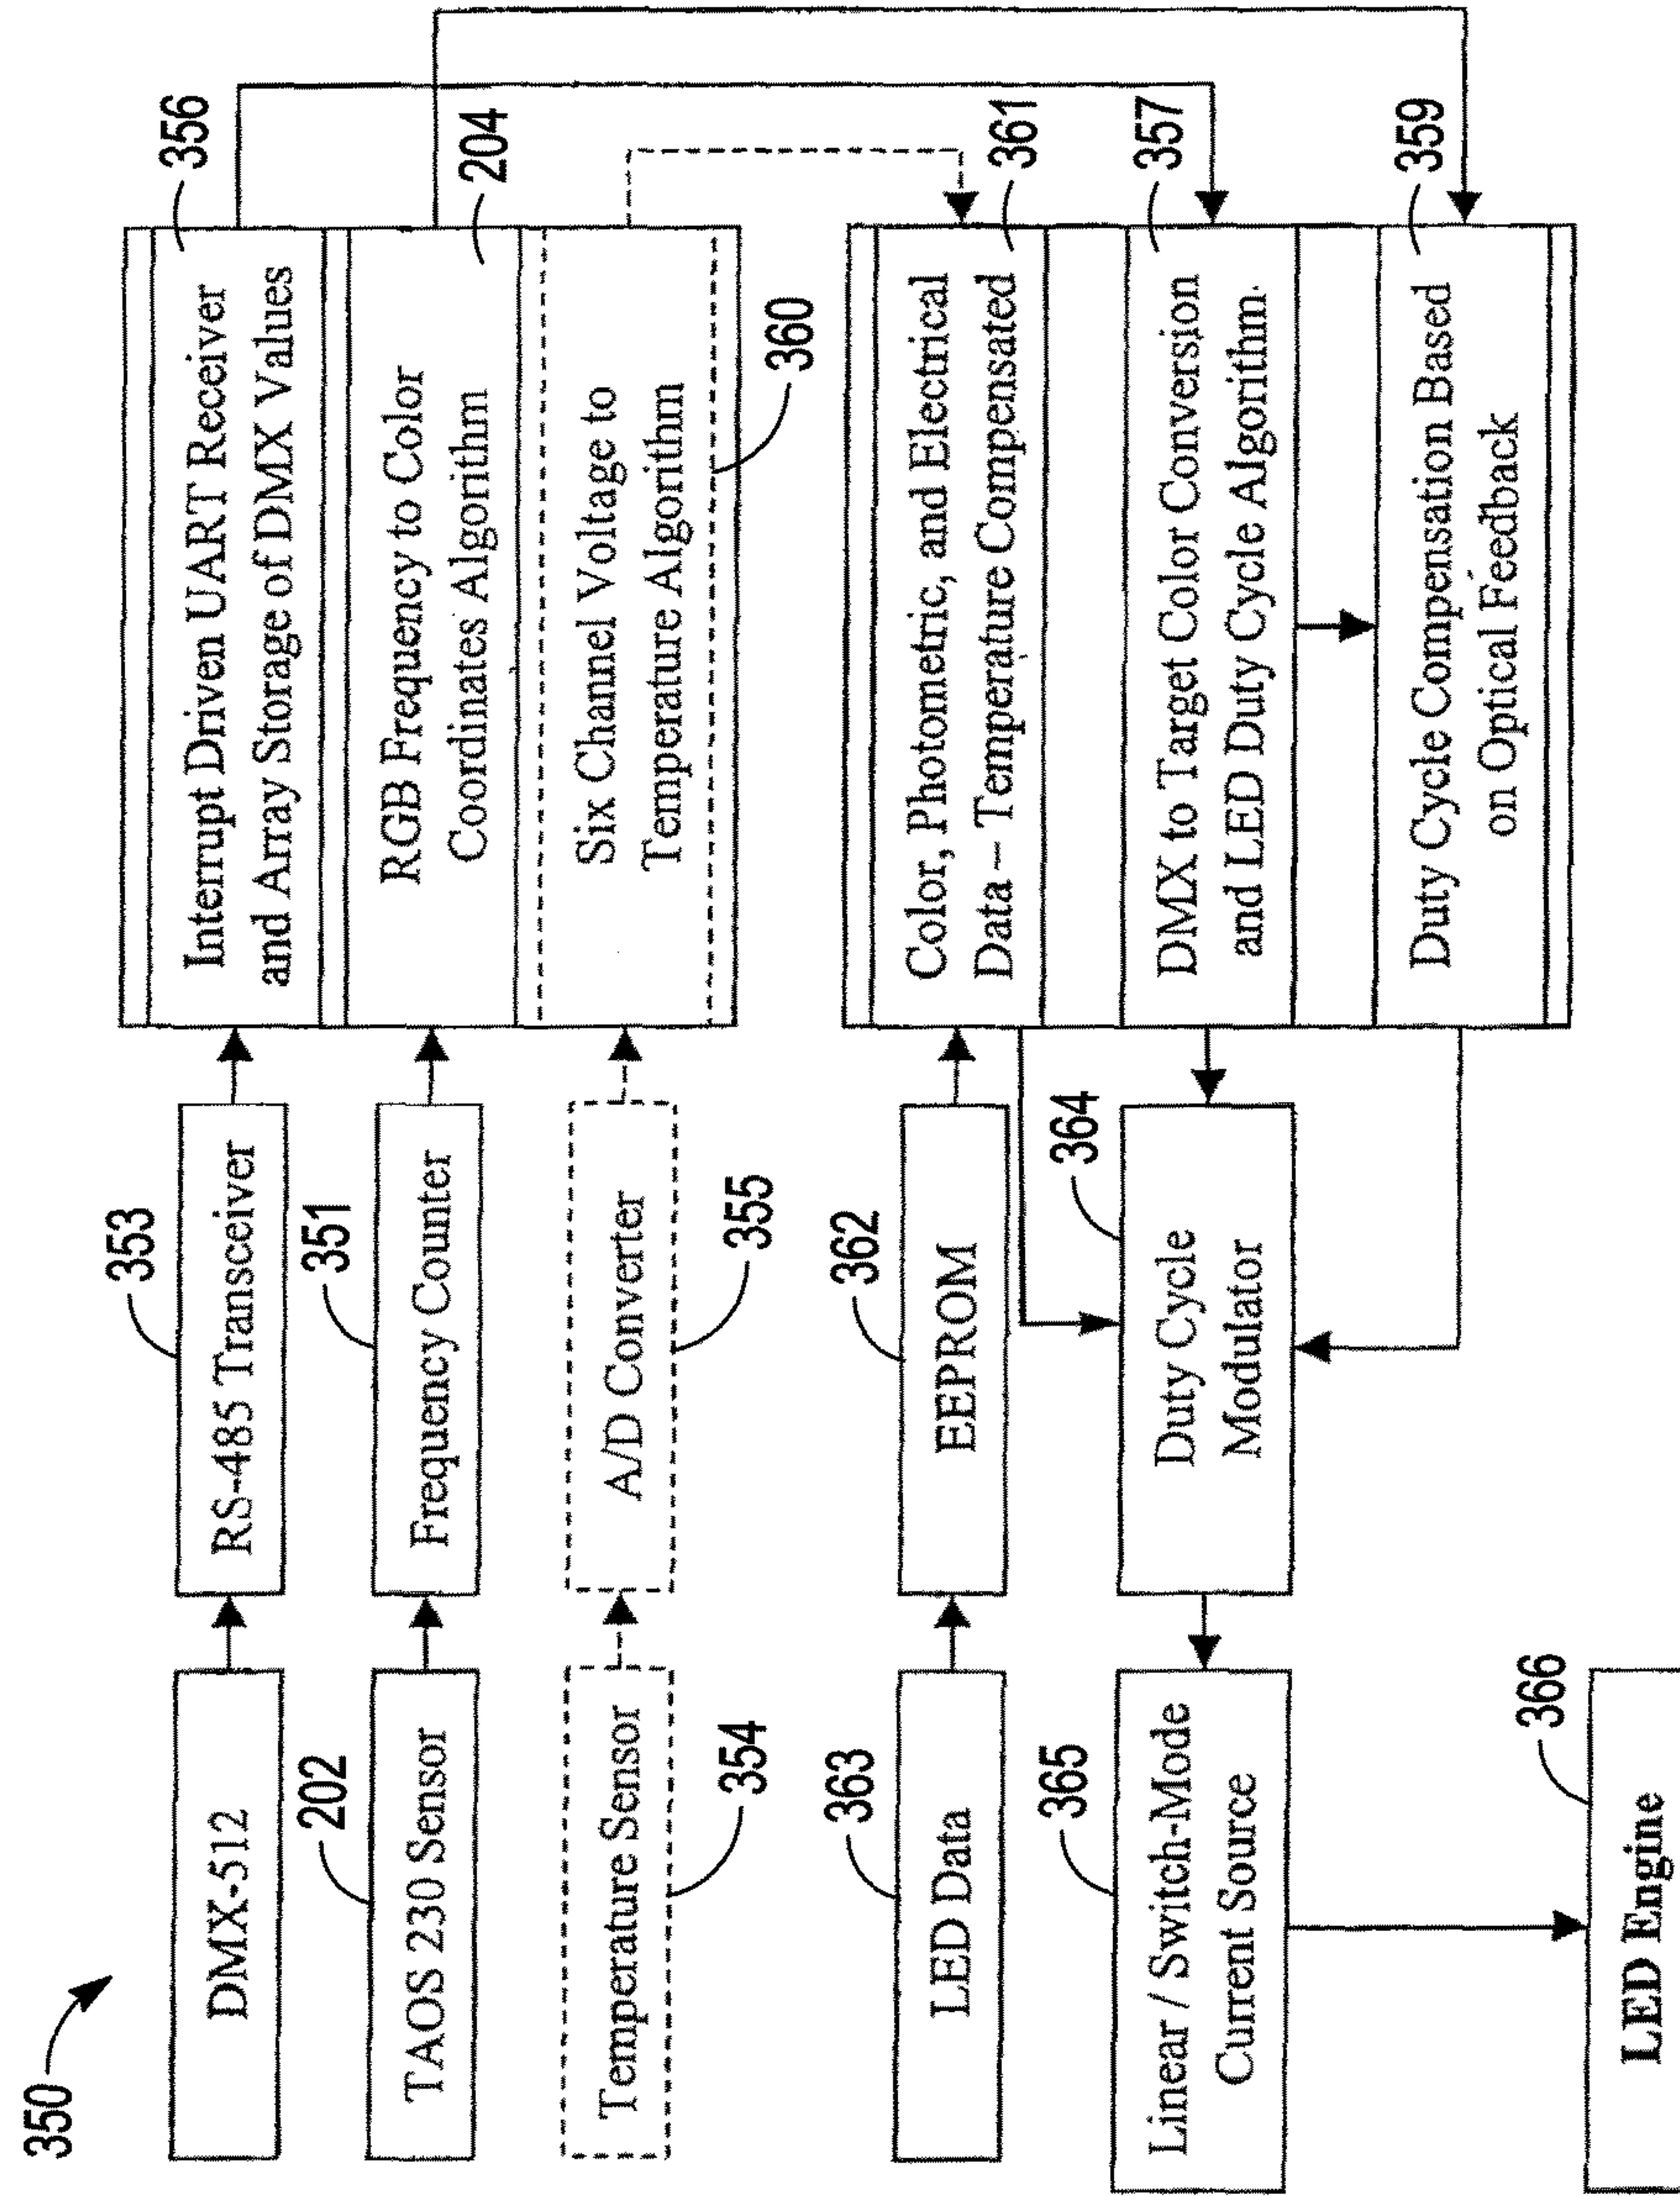 350
DMX-512
353
RS-485 Transceiver
356
Interrupt Driven UART Receiver
and Array Storage of DMX Values
202
TAOS 230 Sensor
351
Frequency Counter
204
RGB Frequency to Color
Coordinates Algorithm
Temperature Sensor
354
A/D Converter
355
Six Channel Voltage to
Temperature Algorithm
360
363
LED Data
362
EEPROM
361
Color, Photometric, and Electrical
Data – Temperature Compensated
365
Linear / Switch-Mode
Current Source
364
Duty Cycle
Modulator
357
DMX to Target Color Conversion
and LED Duty Cycle Algorithm.
359
Duty Cycle Compensation Based
on Optical Feedback
366
LED Engine